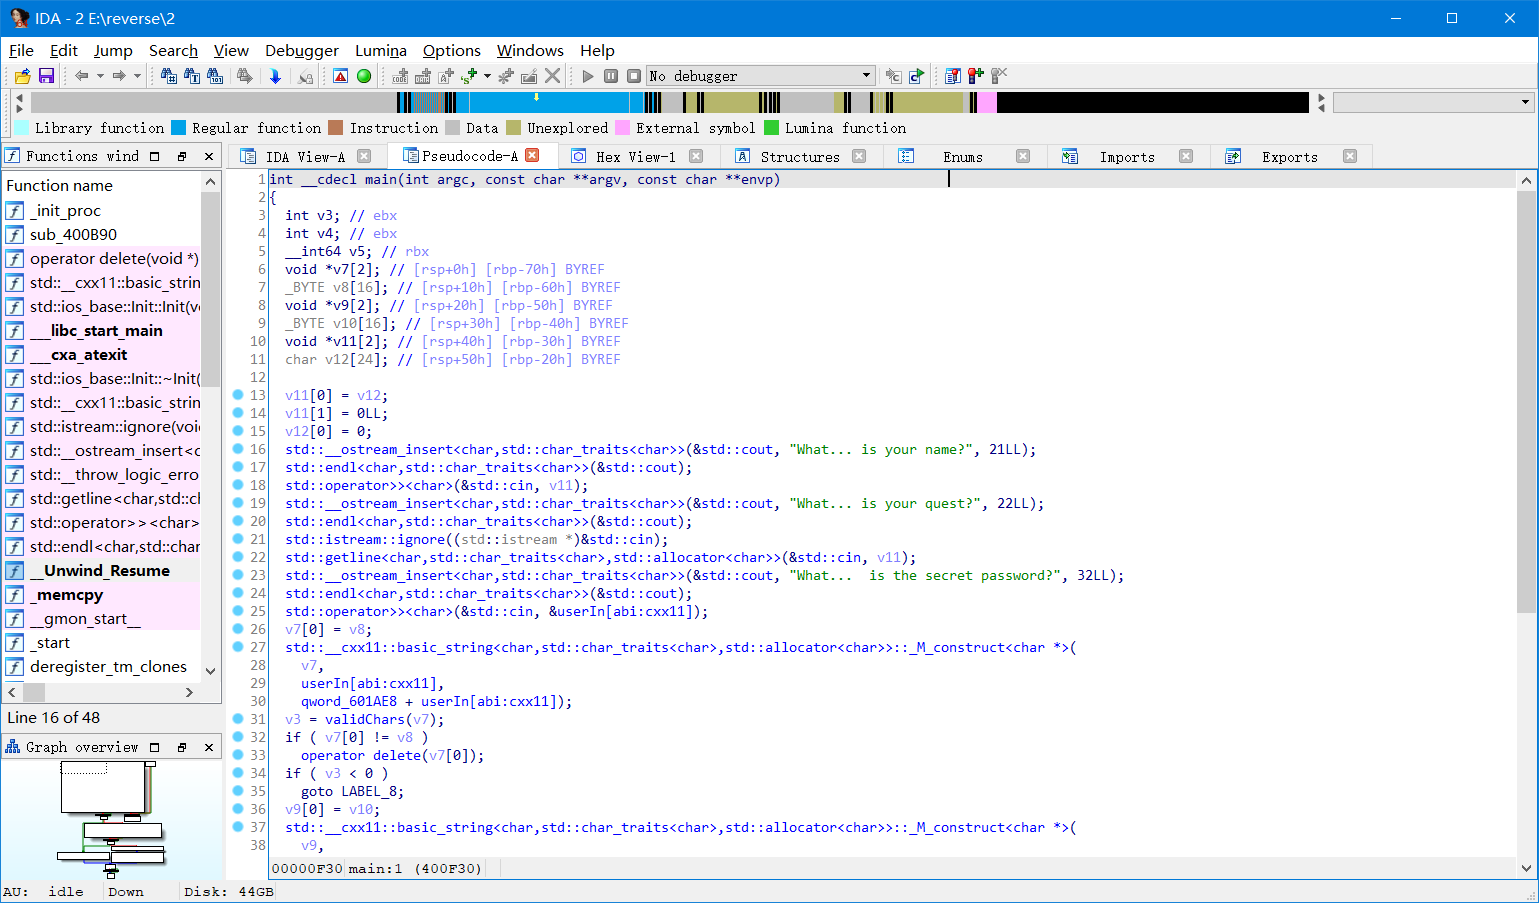 IDA - 2 E:\reverse\2
File Edit Jump Search View Debugger Lumina Options Windows Help
No debugger
Library function Regular function Instruction Data Unexplored External symbol Lumina function
Functions wind
IDA View-A Pseudocode-A Hex View-1 Structures Enums Imports Exports
Function name
_init_proc
sub_400B90
operator delete(void *)
std::__cxx11::basic_strin
std::ios_base::Init::Init(vo
___libc_start_main
___cxa_atexit
std::ios_base::Init::~Init(
std::__cxx11::basic_strin
std::istream::ignore(voi
std::__ostream_insert<c
std::__throw_logic_erro
std::getline<char,std::ch
std::operator>><char>
std::endl<char,std::char
__Unwind_Resume
_memcpy
__gmon_start__
_start
deregister_tm_clones
Line 16 of 48
Graph overview
1 int __cdecl main(int argc, const char **argv, const char **envp)
2 {
3 int v3; // ebx
4 int v4; // ebx
5 __int64 v5; // rbx
6 void *v7[2]; // [rsp+0h] [rbp-70h] BYREF
7 _BYTE v8[16]; // [rsp+10h] [rbp-60h] BYREF
8 void *v9[2]; // [rsp+20h] [rbp-50h] BYREF
9 _BYTE v10[16]; // [rsp+30h] [rbp-40h] BYREF
10 void *v11[2]; // [rsp+40h] [rbp-30h] BYREF
11 char v12[24]; // [rsp+50h] [rbp-20h] BYREF
12
13 v11[0] = v12;
14 v11[1] = 0LL;
15 v12[0] = 0;
16 std::__ostream_insert<char,std::char_traits<char>>(&std::cout, "What... is your name?", 21LL);
17 std::endl<char,std::char_traits<char>>(&std::cout);
18 std::operator>><char>(&std::cin, v11);
19 std::__ostream_insert<char,std::char_traits<char>>(&std::cout, "What... is your quest?", 22LL);
20 std::endl<char,std::char_traits<char>>(&std::cout);
21 std::istream::ignore((std::istream *)&std::cin);
22 std::getline<char,std::char_traits<char>,std::allocator<char>>(&std::cin, v11);
23 std::__ostream_insert<char,std::char_traits<char>>(&std::cout, "What...  is the secret password?", 32LL);
24 std::endl<char,std::char_traits<char>>(&std::cout);
25 std::operator>><char>(&std::cin, &userIn[abi:cxx11]);
26 v7[0] = v8;
27 std::__cxx11::basic_string<char,std::char_traits<char>,std::allocator<char>>::_M_construct<char *>(
28 v7,
29 userIn[abi:cxx11],
30 qword_601AE8 + userIn[abi:cxx11]);
31 v3 = validChars(v7);
32 if ( v7[0] != v8 )
33 operator delete(v7[0]);
34 if ( v3 < 0 )
35 goto LABEL_8;
36 v9[0] = v10;
37 std::__cxx11::basic_string<char,std::char_traits<char>,std::allocator<char>>::_M_construct<char *>(
38 v9,
00000F30 main:1 (400F30)
AU: idle Down Disk: 44GB